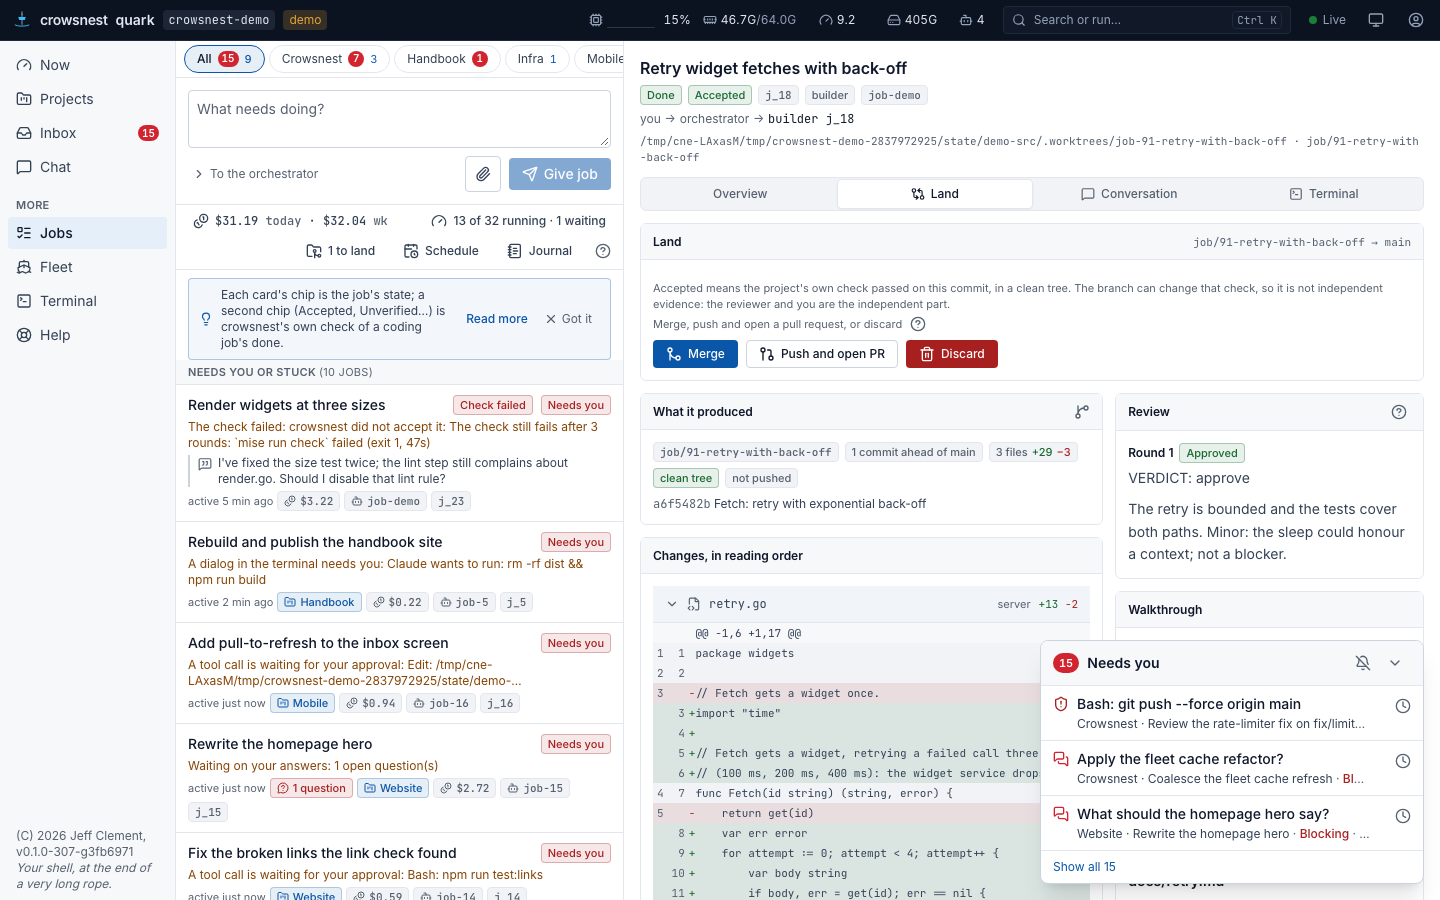 crowsnest quark crowsnest-demo demo 15% 46.7G/64.0G 9.2 405G 4 Search or run... Ctrl K Live
Now
Projects
Inbox 15
Chat
MORE
Jobs
Fleet
Terminal
Help
(C) 2026 Jeff Clement,
v0.1.0-307-g3fb6971
Your shell, at the end of
a very long rope.
All 15 9 Crowsnest 7 3 Handbook 1 Infra 1 Mobile
What needs doing?
To the orchestrator Give job
$31.19 today · $32.04 wk 13 of 32 running · 1 waiting
1 to land Schedule Journal
Each card's chip is the job's state; a
second chip (Accepted, Unverified...) is
crowsnest's own check of a coding
job's done.
Read more Got it
NEEDS YOU OR STUCK (10 JOBS)
Render widgets at three sizes Check failed Needs you
The check failed: crowsnest did not accept it: The check still fails after 3
rounds: `mise run check` failed (exit 1, 47s)
I've fixed the size test twice; the lint step still complains about
render.go. Should I disable that lint rule?
active 5 min ago $3.22 job-demo j_23
Rebuild and publish the handbook site Needs you
A dialog in the terminal needs you: Claude wants to run: rm -rf dist &&
npm run build
active 2 min ago Handbook $0.22 job-5 j_5
Add pull-to-refresh to the inbox screen Needs you
A tool call is waiting for your approval: Edit: /tmp/cne-
LAxasM/tmp/crowsnest-demo-2837972925/state/demo-...
active just now Mobile $0.94 job-16 j_16
Rewrite the homepage hero Needs you
Waiting on your answers: 1 open question(s)
active just now 1 question Website $2.72 job-15
j_15
Fix the broken links the link check found Needs you
A tool call is waiting for your approval: Bash: npm run test:links
active just now Website $0.59 job-14 j_14
Retry widget fetches with back-off
Done Accepted j_18 builder job-demo
you → orchestrator → builder j_18
/tmp/cne-LAxasM/tmp/crowsnest-demo-2837972925/state/demo-src/.worktrees/job-91-retry-with-back-off · job/91-retry-with
-back-off
Overview Land Conversation Terminal
Land job/91-retry-with-back-off → main
Accepted means the project's own check passed on this commit, in a clean tree. The branch can change that check, so it is not independent
evidence: the reviewer and you are the independent part.
Merge, push and open a pull request, or discard
Merge Push and open PR Discard
What it produced
job/91-retry-with-back-off 1 commit ahead of main 3 files +29 −3
clean tree not pushed
a6f5482b Fetch: retry with exponential back-off
Changes, in reading order
retry.go server +13 -2
@@ -1,6 +1,17 @@
1 1 package widgets
2 2
3 -// Fetch gets a widget once.
3 +import "time"
4 +
5 +// Fetch gets a widget, retrying a failed call three
6 +// (100 ms, 200 ms, 400 ms): the widget service drop
4 7 func Fetch(id string) (string, error) {
5 - return get(id)
8 + var err error
9 + for attempt := 0; attempt < 4; attempt++ {
10 + var body string
11 + if body, err = get(id); err == nil {
Review
Round 1 Approved
VERDICT: approve
The retry is bounded and the tests cover
both paths. Minor: the sleep could honour
a context; not a blocker.
Walkthrough
15 Needs you
Bash: git push --force origin main
Crowsnest · Review the rate-limiter fix on fix/limit...
Apply the fleet cache refactor?
Crowsnest · Coalesce the fleet cache refresh · Bl...
What should the homepage hero say?
Website · Rewrite the homepage hero · Blocking · ...
Show all 15